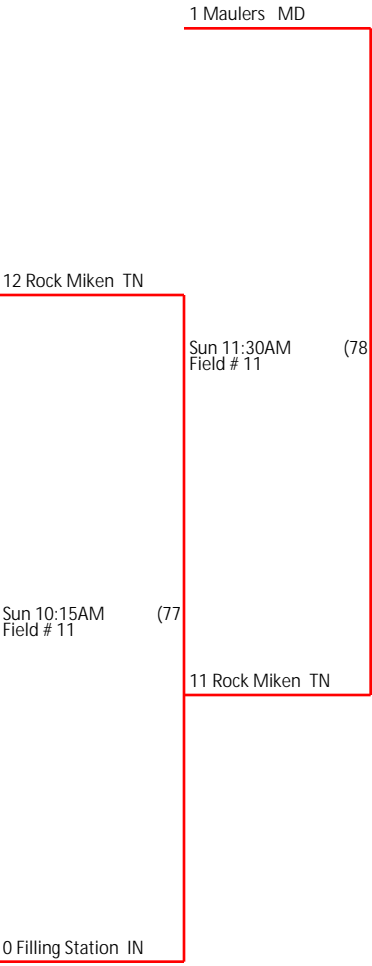 1 Maulers MD
12 Rock Miken TN
Sun 11:30AM (78
Field # 11
Sun 10:15AM (77
Field # 11
11 Rock Miken TN
0 Filling Station IN